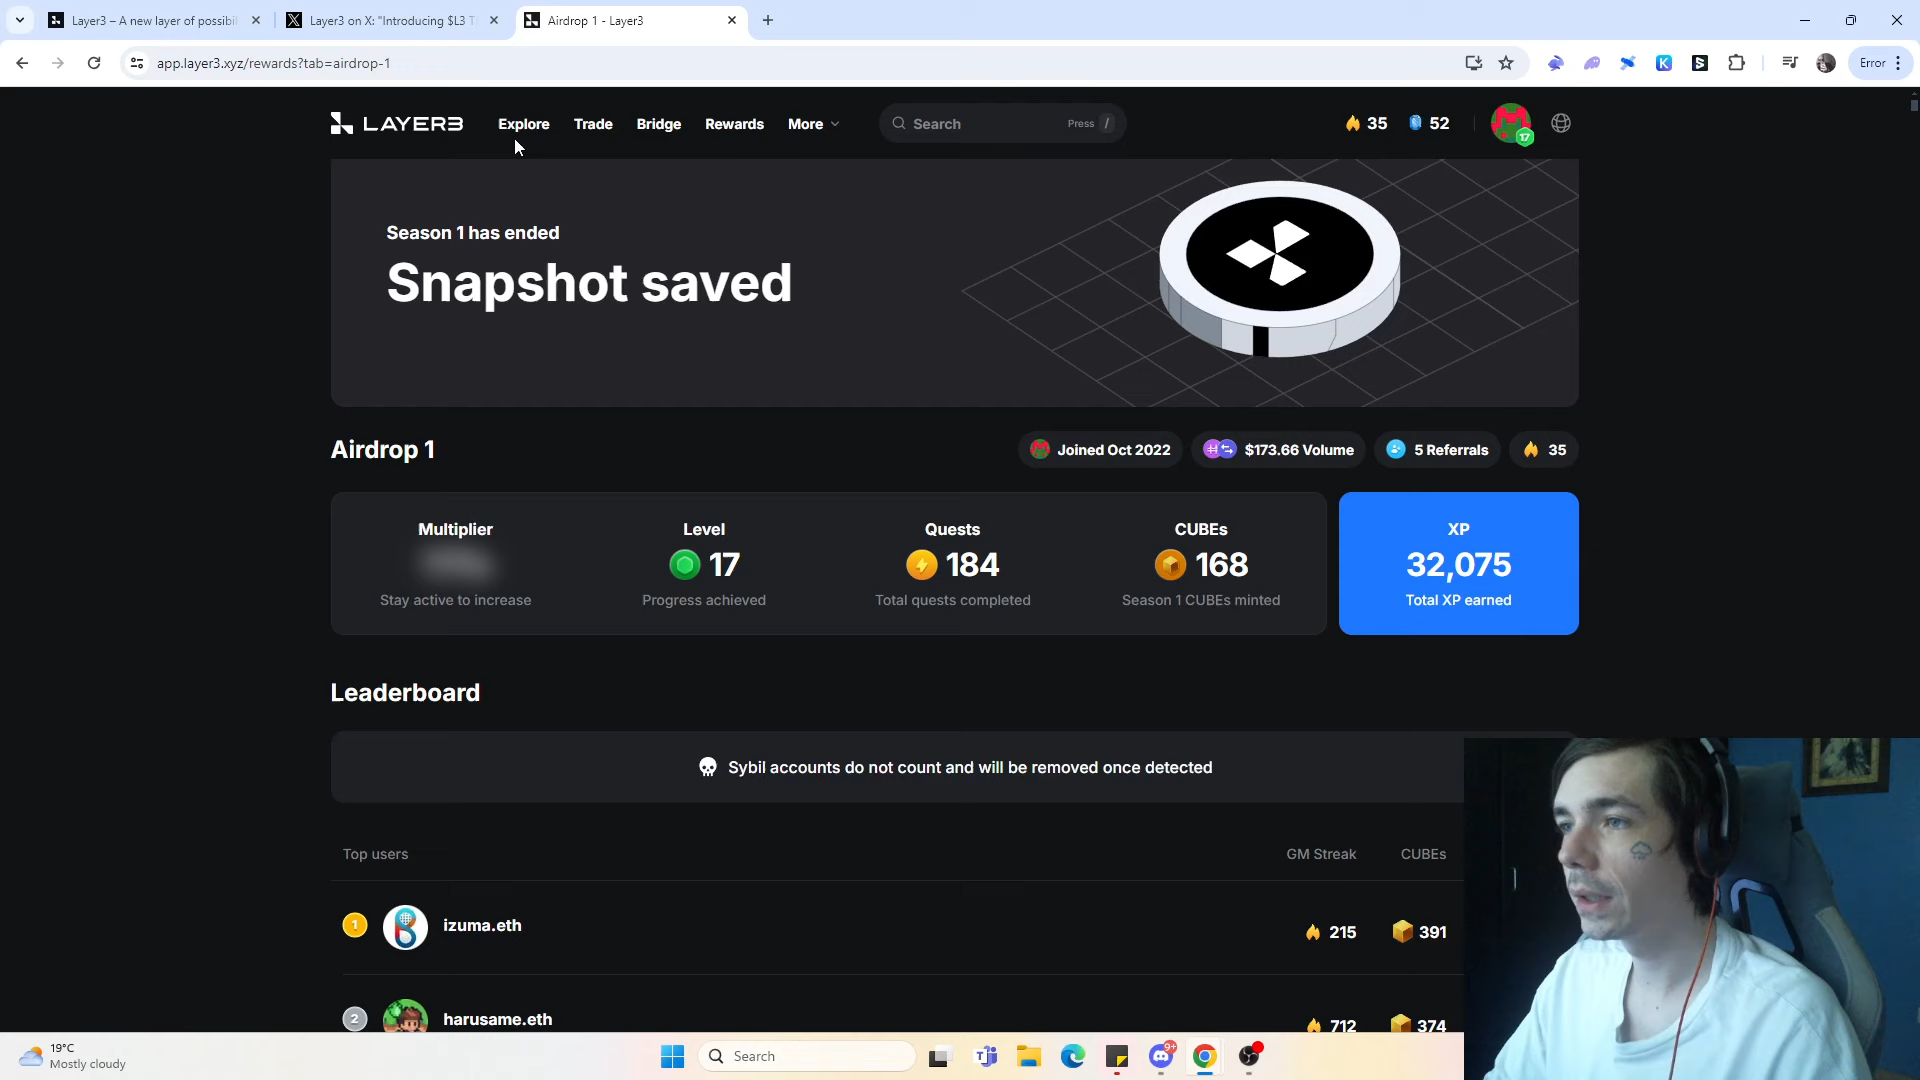 Layer3 – A new layer of possibil
Layer3 on X: "Introducing $L3 T
Airdrop 1 - Layer3
app.layer3.xyz/rewards?tab=airdrop-1
Error
LAYER3
Explore
Trade
Bridge
Rewards
More
Search
Press /
35
52
17
Season 1 has ended
Snapshot saved
Airdrop 1
Joined Oct 2022
$173.66 Volume
5 Referrals
35
Multiplier
Stay active to increase
Level
17
Progress achieved
Quests
184
Total quests completed
CUBEs
168
Season 1 CUBEs minted
XP
32,075
Total XP earned
Leaderboard
Sybil accounts do not count and will be removed once detected
Top users
GM Streak
CUBEs
1
izuma.eth
215
391
2
harusame.eth
712
374
19°C
Mostly cloudy
Search
9+